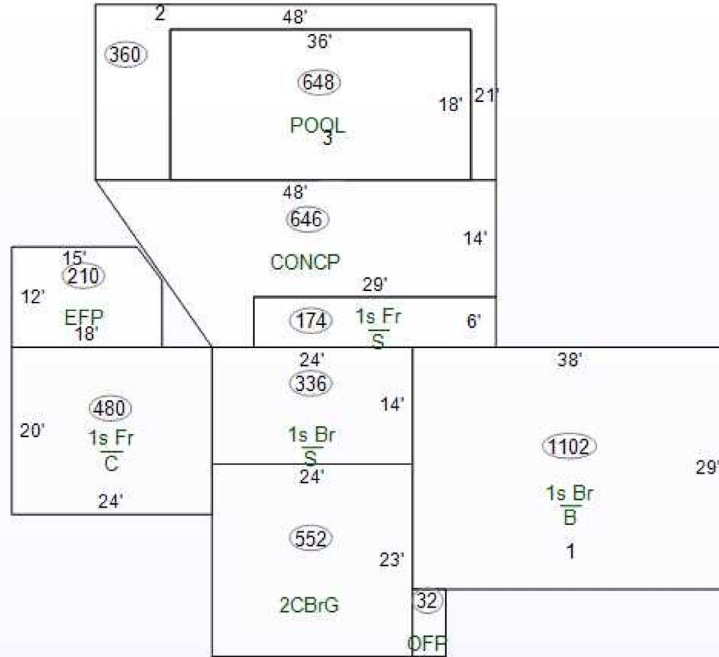 2
48'
360
36'
648
18'
21'
POOL
3
48'
646
14'
CONCP
15'
210
12'
EFP
18'
29'
174
1s Fr
S
6'
24'
336
14'
1s Br
S
38'
480
20'
1s Fr
C
24'
1102
29'
1s Br
B
1
24'
552
23'
2CBrG
32
OFP